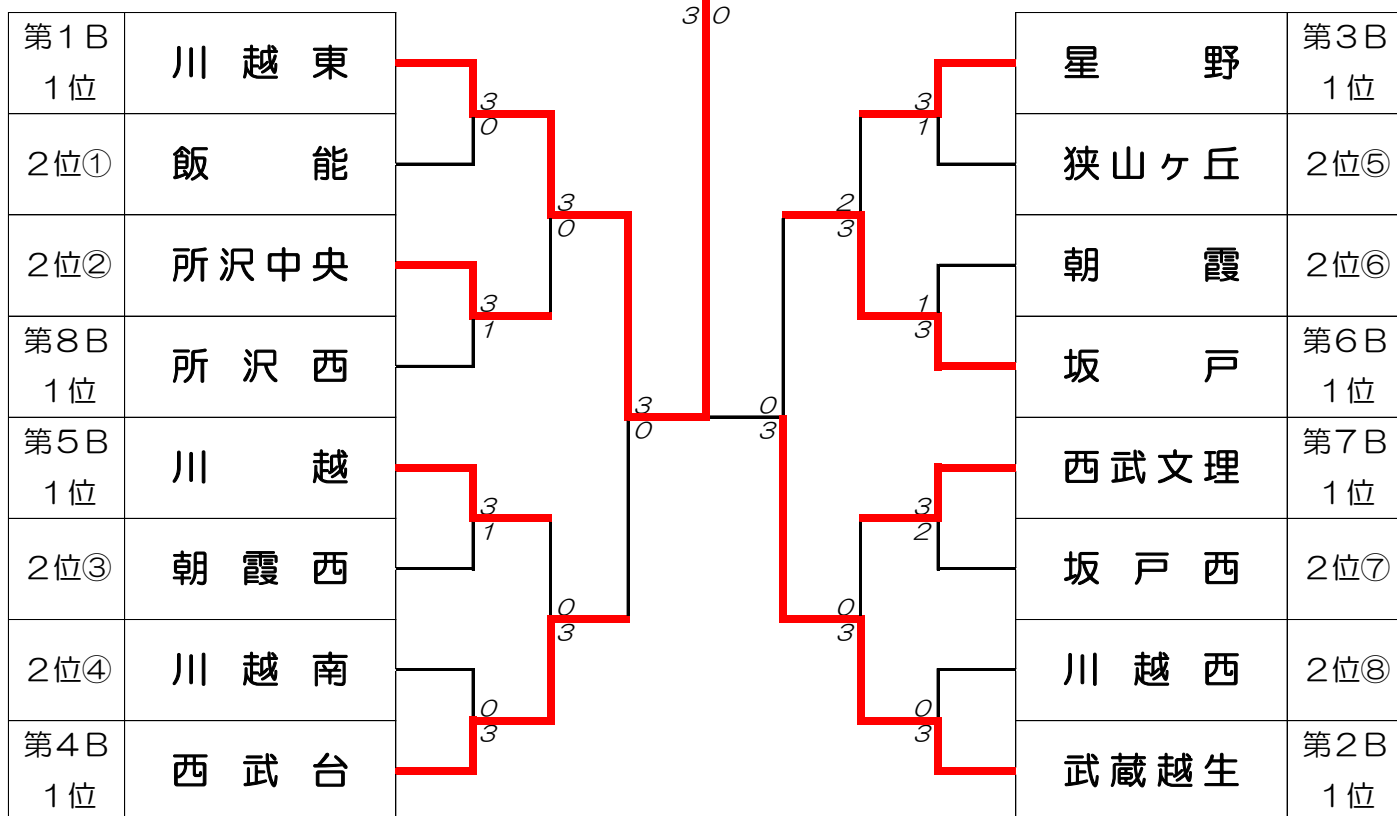 3 0
第1B
1位
川越東
3
0
2位①
飯能
3
0
2位②
所沢中央
3
1
第8B
1位
所沢西
3
0
第5B
1位
川越
3
1
2位③
朝霞西
0
3
2位④
川越南
0
3
第4B
1位
西武台
星野
第3B
1位
3
1
狭山ヶ丘
2位⑤
2
3
朝霞
2位⑥
1
3
坂戸
第6B
1位
0
3
西武文理
第7B
1位
3
2
坂戸西
2位⑦
0
3
川越西
2位⑧
0
3
武蔵越生
第2B
1位